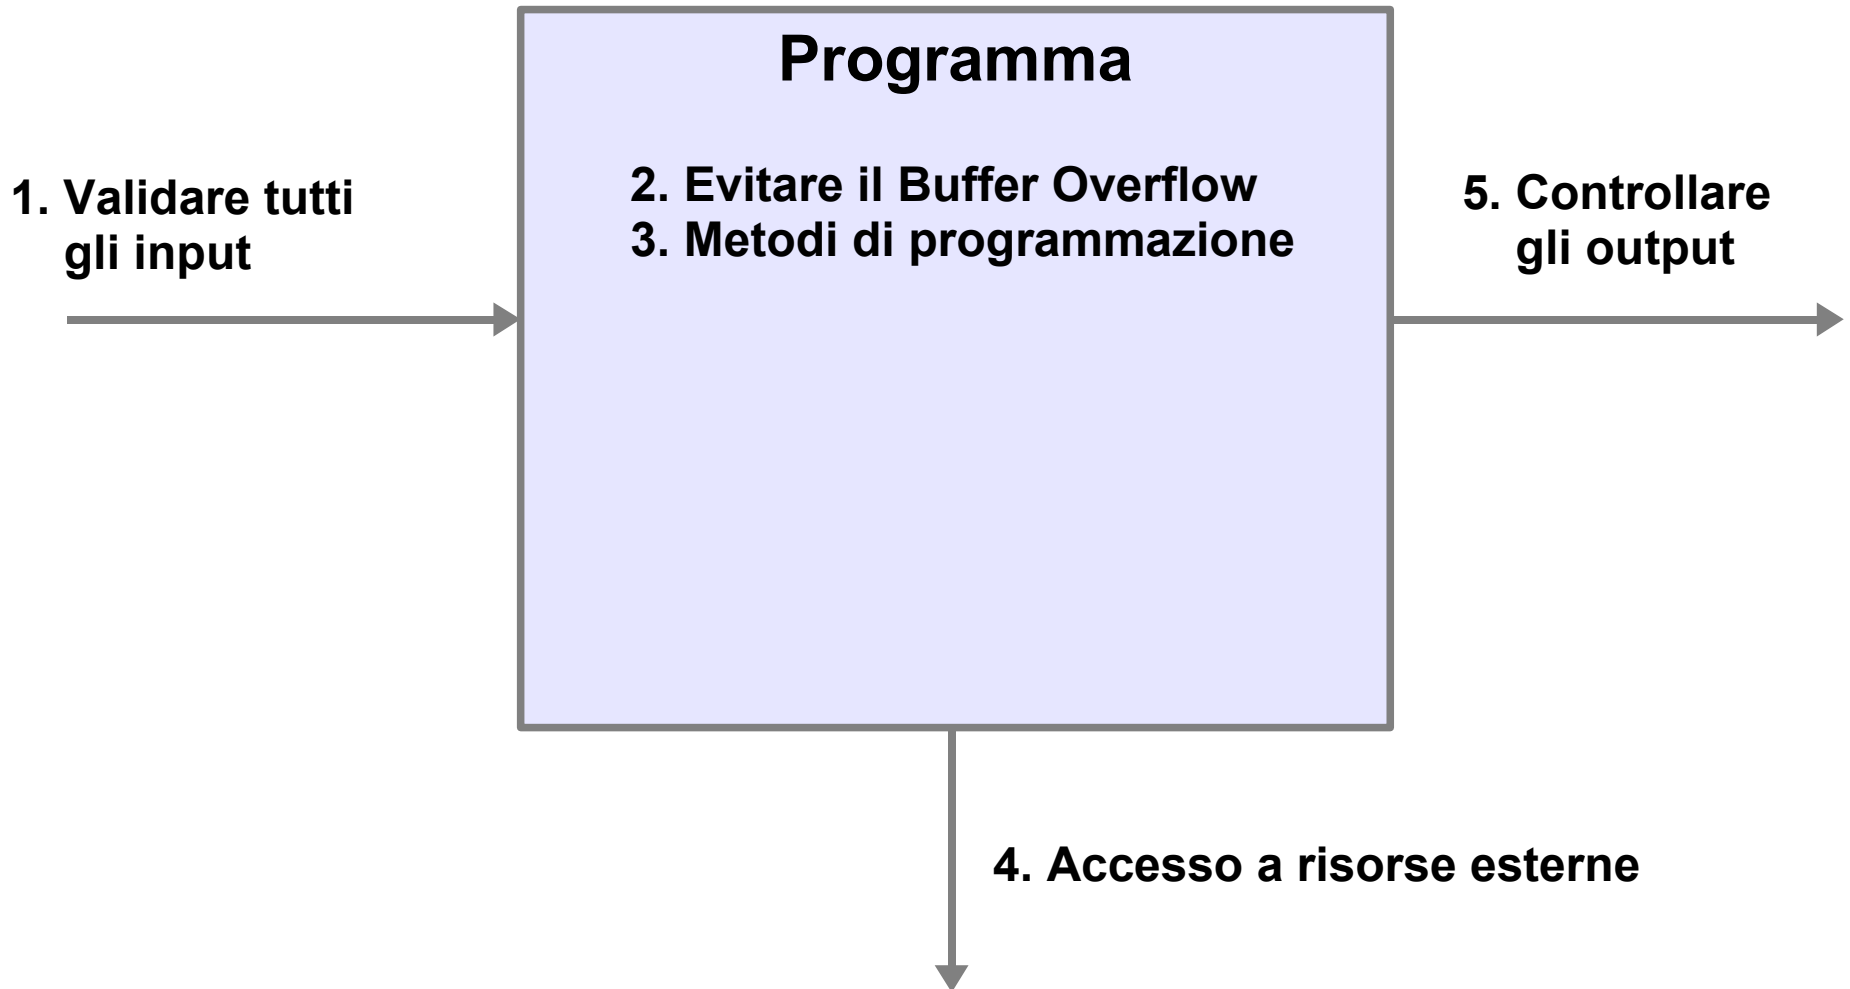 Programma
1. Validare tutti
gli input
2. Evitare il Buffer Overflow
3. Metodi di programmazione
5. Controllare
gli output
4. Accesso a risorse esterne